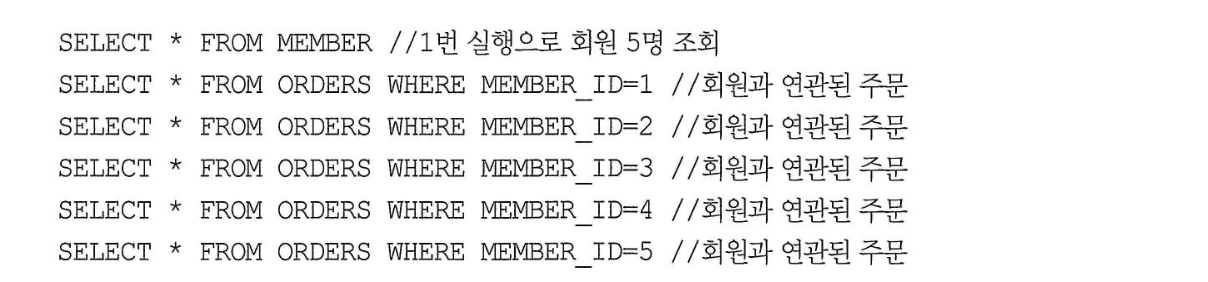 SELECT * FROM MEMBER //1번 실행으로 회원 5명 조회
SELECT * FROM ORDERS WHERE MEMBER_ID=1 //회원과 연관된 주문
SELECT * FROM ORDERS WHERE MEMBER_ID=2 //회원과 연관된 주문
SELECT * FROM ORDERS WHERE MEMBER_ID=3 //회원과 연관된 주문
SELECT * FROM ORDERS WHERE MEMBER_ID=4 //회원과 연관된 주문
SELECT * FROM ORDERS WHERE MEMBER_ID=5 //회원과 연관된 주문